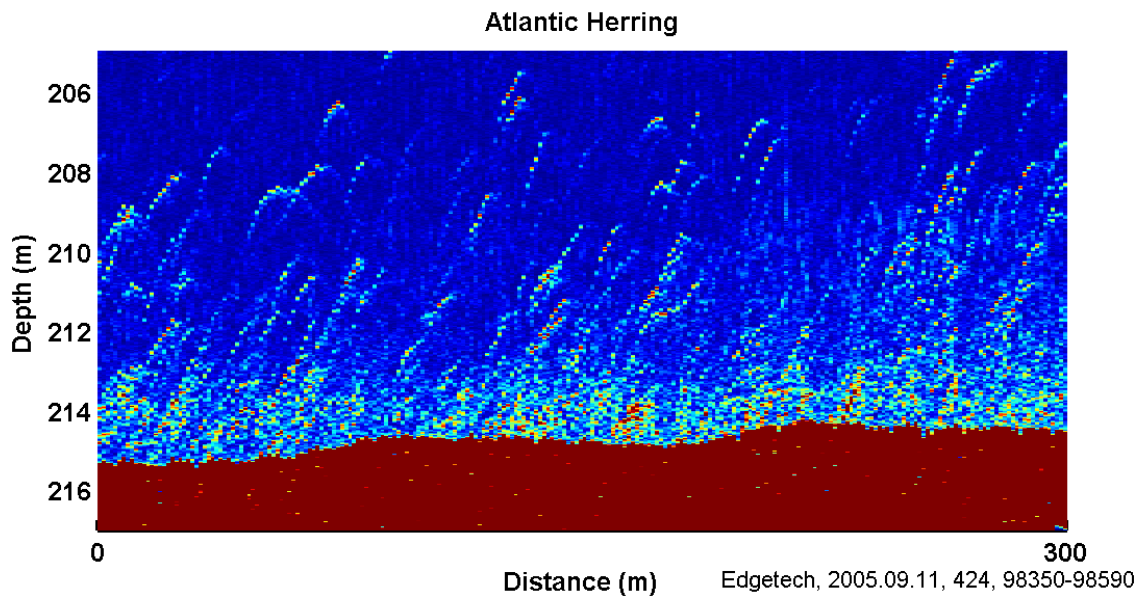 Atlantic Herring
206
208
210
212
214
216
Depth (m)
0
300
Distance (m)
Edgetech, 2005.09.11, 424, 98350-98590